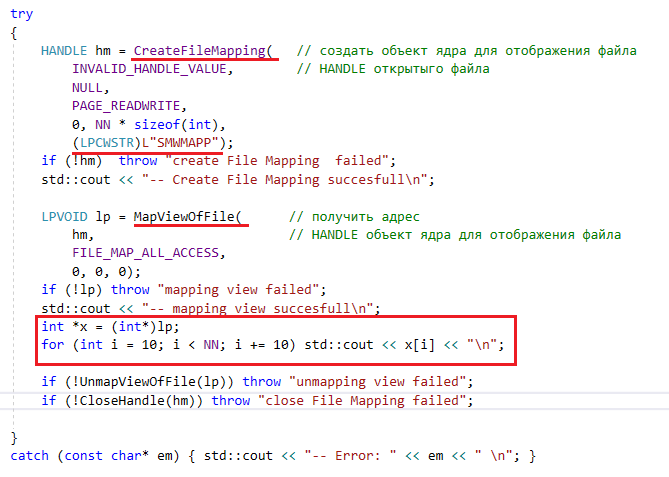 try
{
HANDLE hm = CreateFileMapping( // создать объект ядра для отображения файла
INVALID_HANDLE_VALUE, // HANDLE открытыго файла
NULL,
PAGE_READWRITE,
0, NN * sizeof(int),
(LPCWSTR)L"SMWMAPP");
if (!hm) throw "create File Mapping failed";
std::cout << "-- Create File Mapping succesfull\n";
LPVOID lp = MapViewOfFile( // получить адрес
hm, // HANDLE объект ядра для отображения файла
FILE_MAP_ALL_ACCESS,
0, 0, 0);
if (!lp) throw "mapping view failed";
std::cout << "-- mapping view succesfull\n";
int *x = (int*)lp;
for (int i = 10; i < NN; i += 10) std::cout << x[i] << "\n";
if (!UnmapViewOfFile(lp)) throw "unmapping view failed";
if (!CloseHandle(hm)) throw "close File Mapping failed";
}
catch (const char* em) { std::cout << "-- Error: " << em << " \n"; }